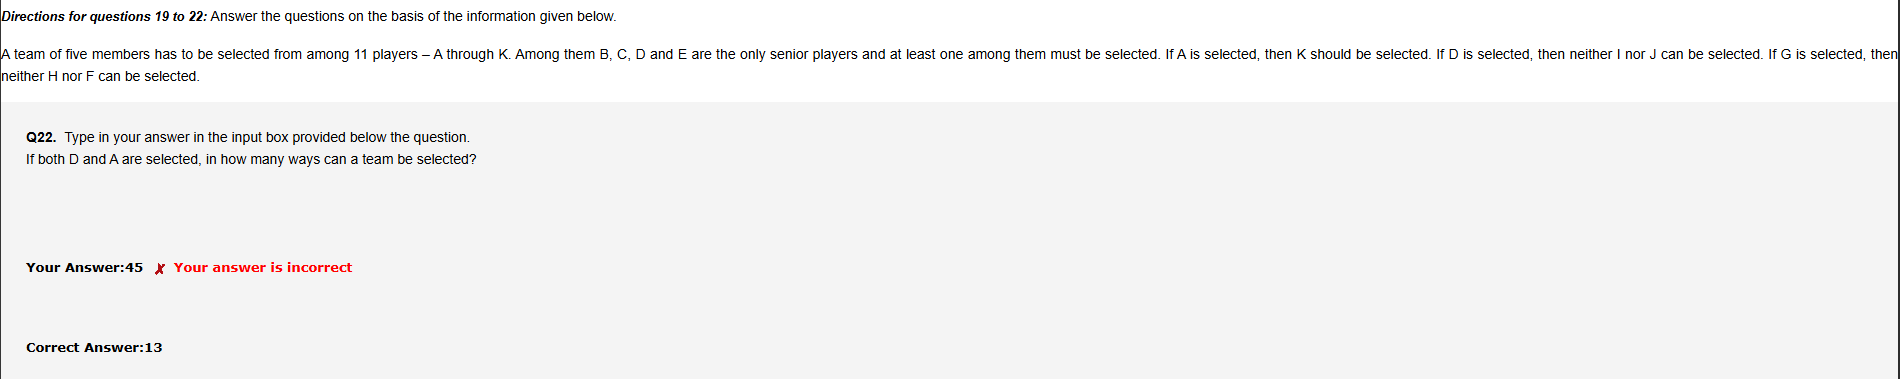 Directions for questions 19 to 22: Answer the questions on the basis of the information given below.
A team of five members has to be selected from among 11 players – A through K. Among them B, C, D and E are the only senior players and at least one among them must be selected. If A is selected, then K should be selected. If D is selected, then neither I nor J can be selected. If G is selected, then
neither H nor F can be selected.
Q22. Type in your answer in the input box provided below the question.
If both D and A are selected, in how many ways can a team be selected?
Your Answer:45 ✘ Your answer is incorrect
Correct Answer:13